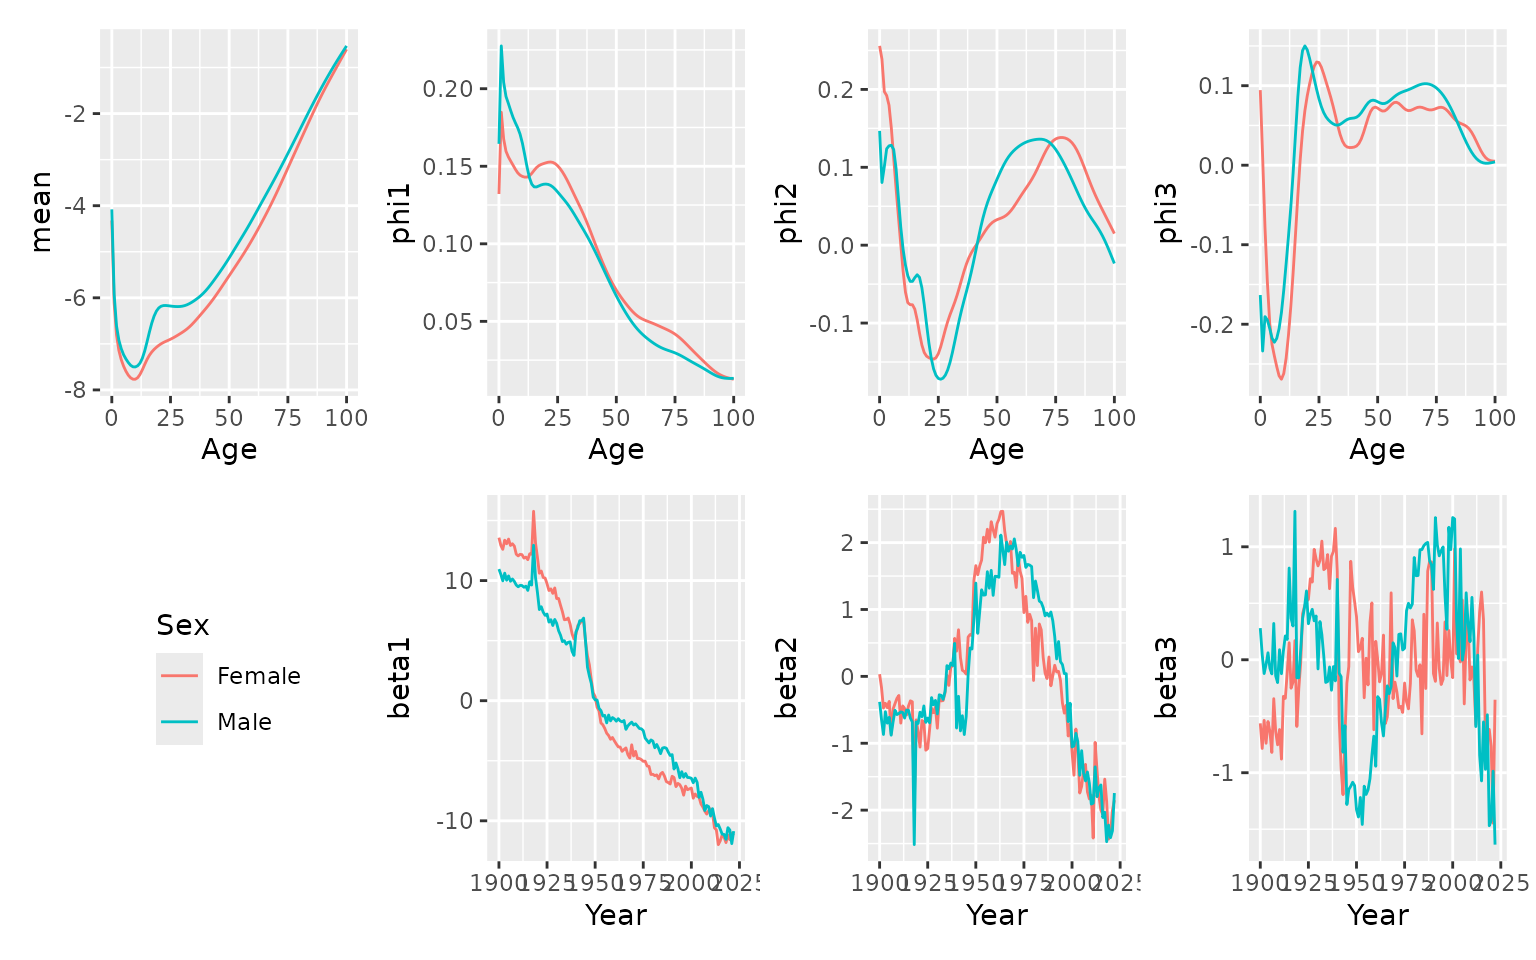 mean
-2
-4
-6
-8
0 25 50 75 100
Age
phi1
0.20
0.15
0.10
0.05
0 25 50 75 100
Age
phi2
0.2
0.1
0.0
-0.1
0 25 50 75 100
Age
phi3
0.1
0.0
-0.1
-0.2
0 25 50 75 100
Age
Sex
Female
Male
beta1
10
0
-10
1900 1925 1950 1975 2000 2025
Year
beta2
2
1
0
-1
-2
1900 1925 1950 1975 2000 2025
Year
beta3
1
0
-1
1900 1925 1950 1975 2000 2025
Year